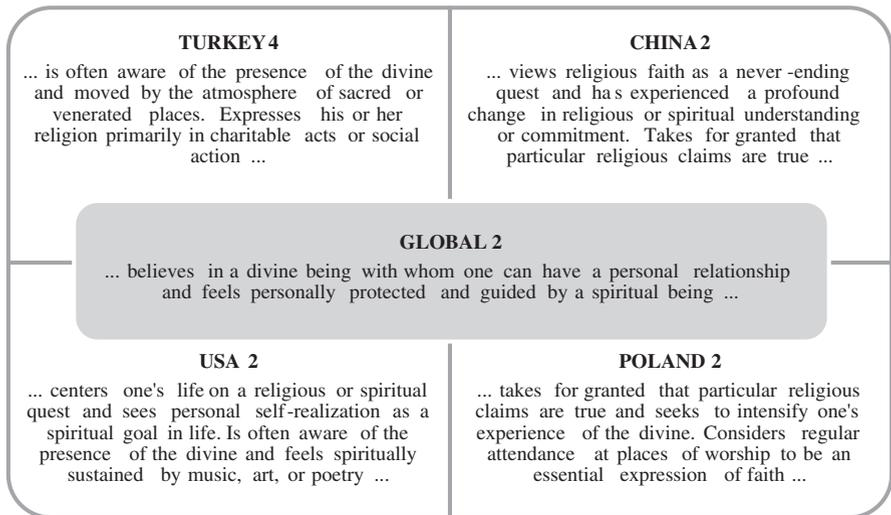 TURKEY 4
... is often aware of the presence of the divine
and moved by the atmosphere of sacred or
venerated places. Expresses his or her
religion primarily in charitable acts or social
action ...
CHINA 2
... views religious faith as a never -ending
quest and has experienced a profound
change in religious or spiritual understanding
or commitment. Takes for granted that
particular religious claims are true ...
GLOBAL 2
... believes in a divine being with whom one can have a personal relationship
and feels personally protected and guided by a spiritual being ...
USA 2
... centers one's life on a religious or spiritual
quest and sees personal self-realization as a
spiritual goal in life. Is often aware of the
presence of the divine and feels spiritually
sustained by music, art, or poetry ...
POLAND 2
... takes for granted that particular religious
claims are true and seeks to intensify one's
experience of the divine. Considers regular
attendance at places of worship to be an
essential expression of faith ...